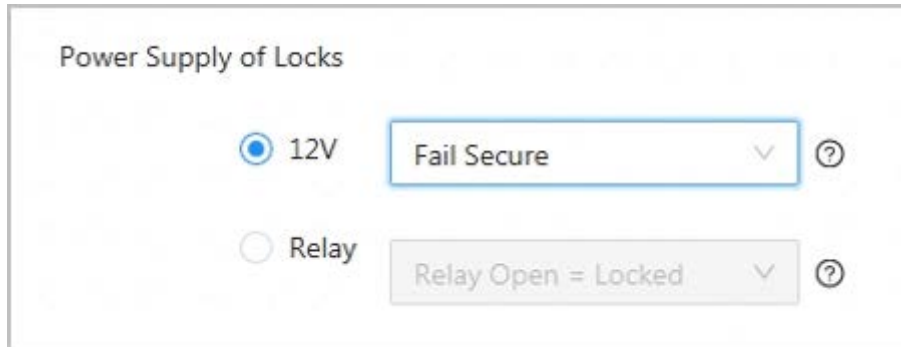 Power Supply of Locks
12V Fail Secure
Relay Relay Open = Locked